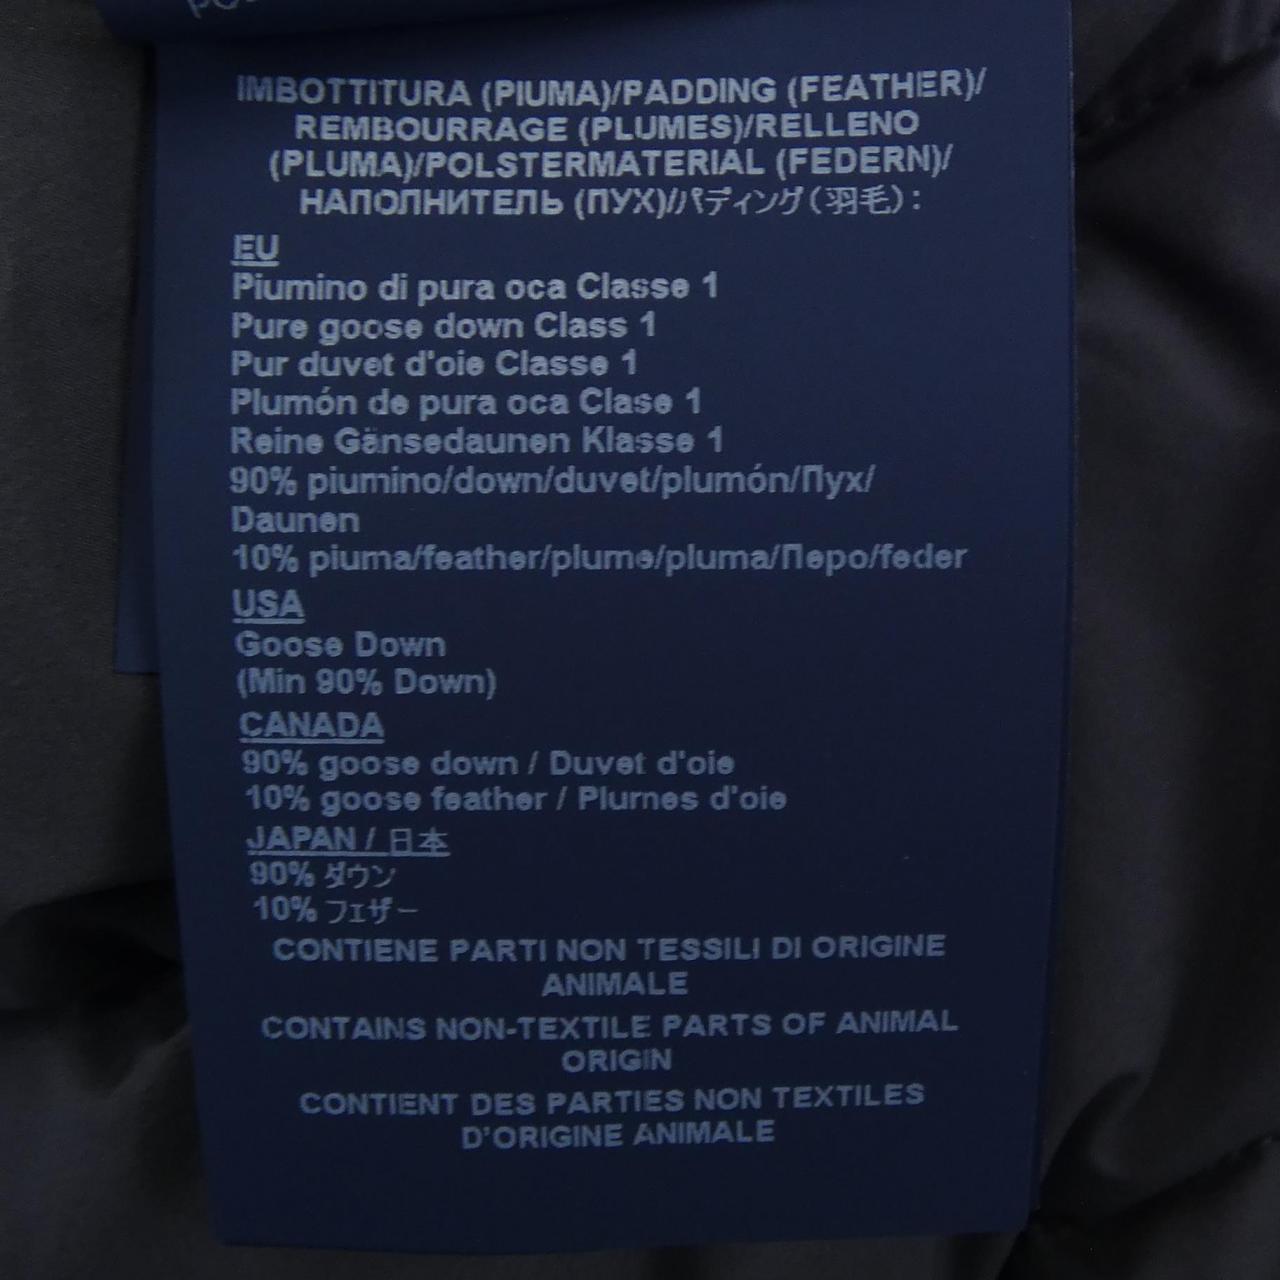 IMBOTTITURA (PIUMA)/PADDING (FEATHER)/
REMBOURRAGE (PLUMES)/RELLENO
(PLUMA)/POLSTERMATERIAL (FEDERN)/
НАПОЛНИТЕЛЬ (ПУХ)/パディング(羽毛):
EU
Piumino di pura oca Classe 1
Pure goose down Class 1
Pur duvet d'oie Classe 1
Plumón de pura oca Clase 1
Reine Gänsedaunen Klasse 1
90% piumino/down/duvet/plumón/Пух/
Daunen
10% piuma/feather/plume/pluma/Перо/feder
USA
Goose Down
(Min 90% Down)
CANADA
90% goose down / Duvet d'oie
10% goose feather / Plumes d'oie
JAPAN / 日本
90% ダウン
10% フェザー
CONTIENE PARTI NON TESSILI DI ORIGINE
ANIMALE
CONTAINS NON-TEXTILE PARTS OF ANIMAL
ORIGIN
CONTIENT DES PARTIES NON TEXTILES
D'ORIGINE ANIMALE